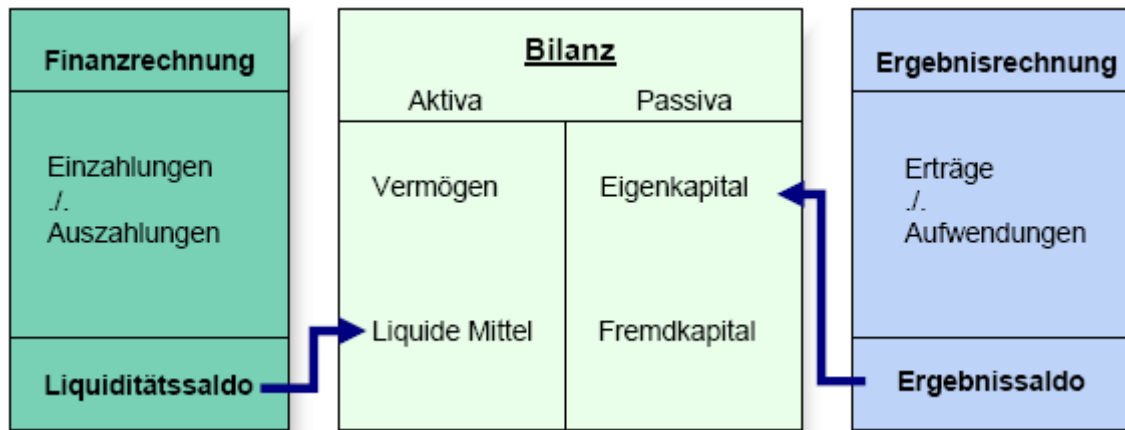 Finanzrechnung
Einzahlungen
./.
Auszahlungen
Liquiditätssaldo
Bilanz
Aktiva Passiva
Vermögen Eigenkapital
Liquide Mittel Fremdkapital
Ergebnisrechnung
Erträge
./.
Aufwendungen
Ergebnissaldo